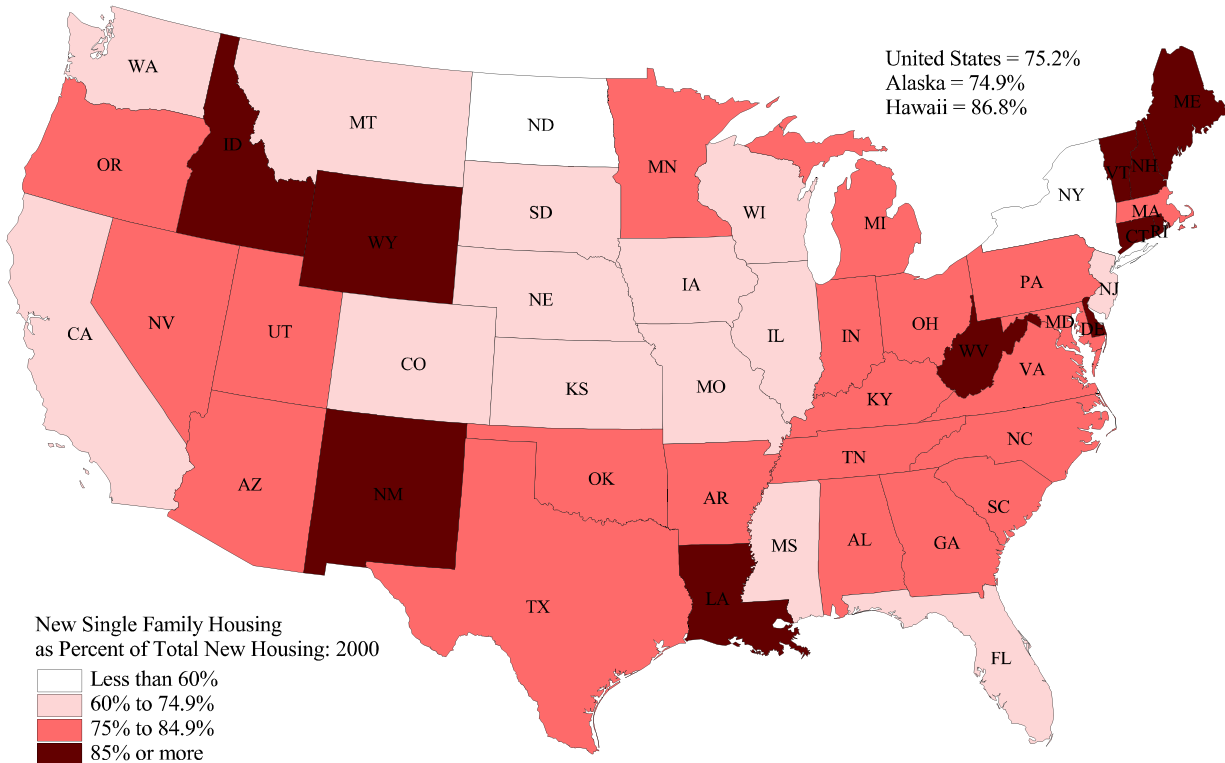 United States = 75.2%
Alaska = 74.9%
Hawaii = 86.8%
WA
MT
ND
MN
ME
OR
ID
WY
SD
WI
MI
NY
VT
NH
MA
CT
RI
CA
NV
UT
CO
NE
KS
IA
MO
IL
IN
OH
PA
NJ
MD
DE
WV
VA
KY
AZ
NM
OK
AR
TN
NC
SC
TX
LA
MS
AL
GA
FL
New Single Family Housing
as Percent of Total New Housing: 2000
Less than 60%
60% to 74.9%
75% to 84.9%
85% or more